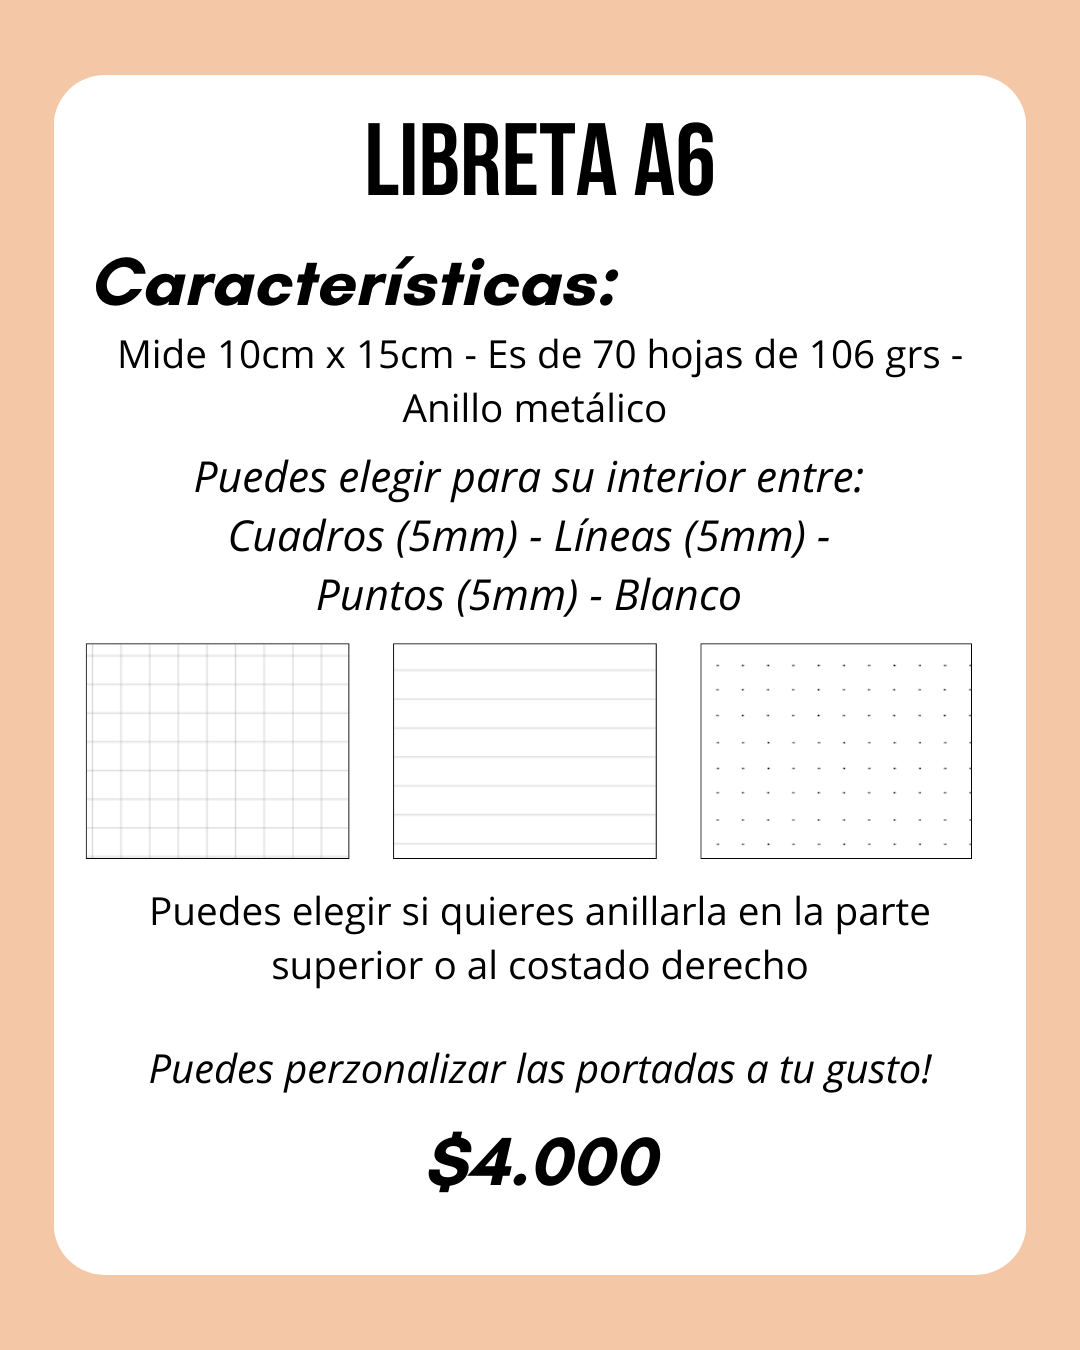 LIBRETA A6
Características:
Mide 10cm x 15cm - Es de 70 hojas de 106 grs -
Anillo metálico
Puedes elegir para su interior entre:
Cuadros (5mm) - Líneas (5mm) -
Puntos (5mm) - Blanco
Puedes elegir si quieres anillarla en la parte
superior o al costado derecho
Puedes perzonalizar las portadas a tu gusto!
$4.000